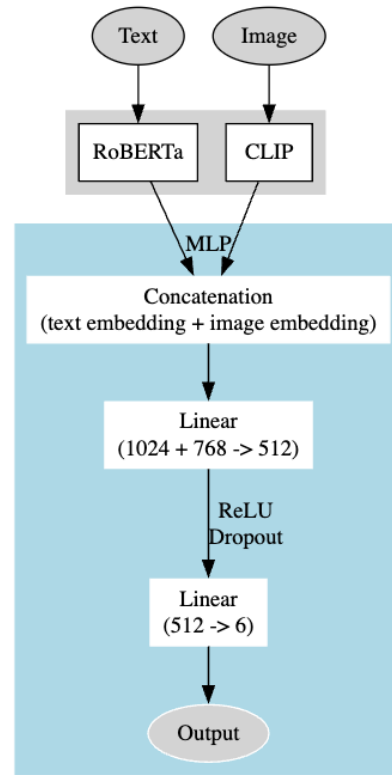 Text
Image
RoBERTa
CLIP
MLP
Concatenation
(text embedding + image embedding)
Linear
(1024 + 768 -> 512)
ReLU
Dropout
Linear
(512 -> 6)
Output